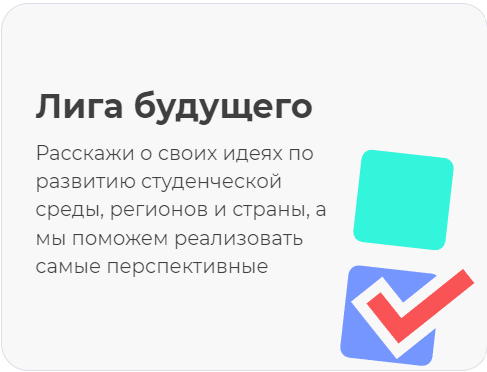 Лига будущего
Расскажи о своих идеях по
развитию студенческой
среды, регионов и страны, а
мы поможем реализовать
самые перспективные